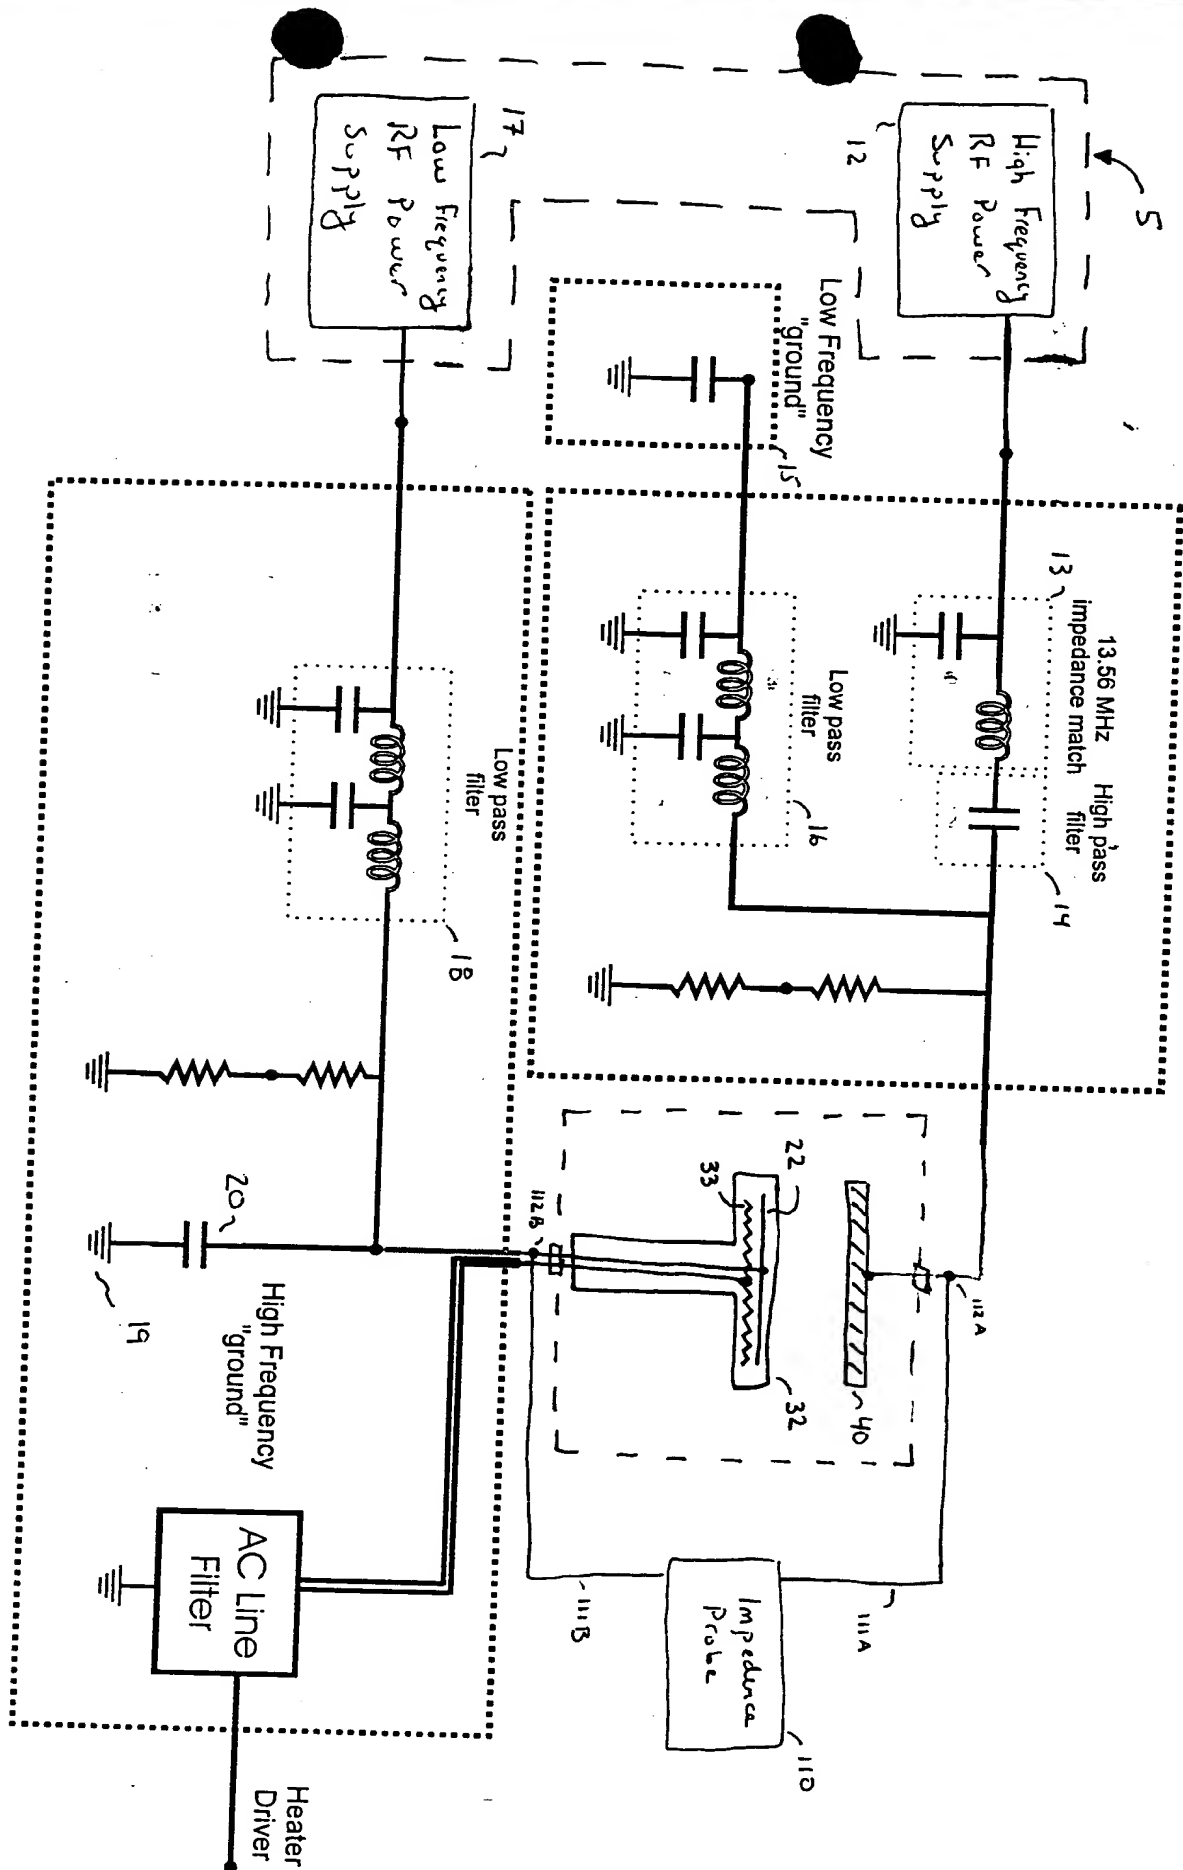 5
High Frequency
RF Power
Supply
12
13
13.56 MHz
impedance match
High pass
filter
14
Low Frequency
"ground"
15
Low pass
filter
16
112A
111A
40
22
33
32
112B
111B
Impedence
Probe
110
17
Low Frequency
RF Power
Supply
Low pass
filter
18
20
19
High Frequency
"ground"
AC Line
Filter
Heater
Driver